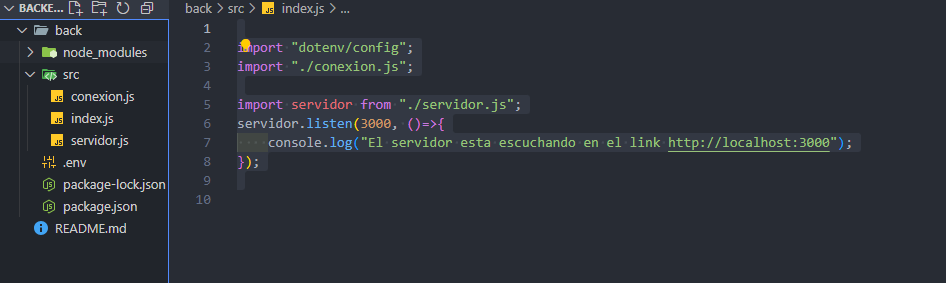 BACKE...
back
node_modules
src
conexion.js
index.js
servidor.js
.env
package-lock.json
package.json
README.md
back > src > index.js > ...
1
2 import "dotenv/config";
3 import "./conexion.js";
4
5 import servidor from "./servidor.js";
6 servidor.listen(3000, ()=>{
7 console.log("El servidor esta escuchando en el link http://localhost:3000");
8 });
9
10